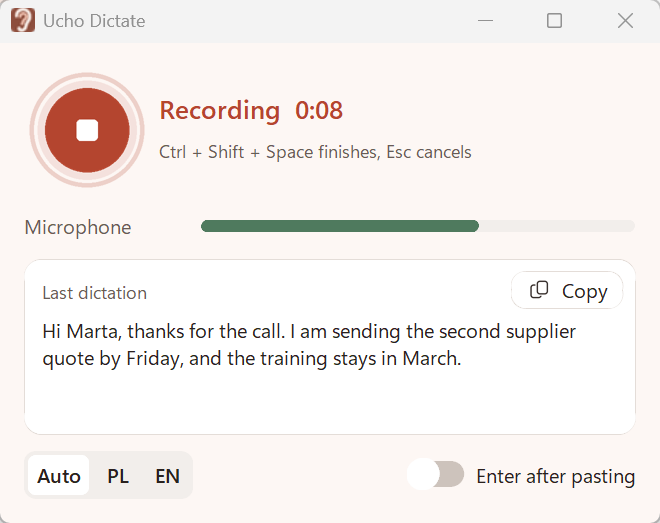 Ucho Dictate
Recording 0:08
Ctrl + Shift + Space finishes, Esc cancels
Microphone
Last dictation
Copy
Hi Marta, thanks for the call. I am sending the second supplier
quote by Friday, and the training stays in March.
Auto PL EN
Enter after pasting